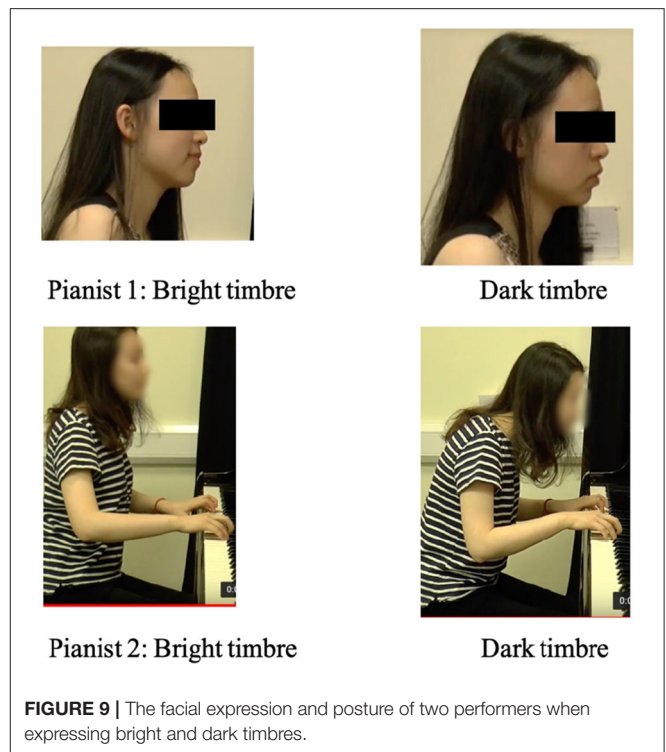 Pianist 1: Bright timbre
Dark timbre
Pianist 2: Bright timbre
Dark timbre
FIGURE 9 | The facial expression and posture of two performers when
expressing bright and dark timbres.